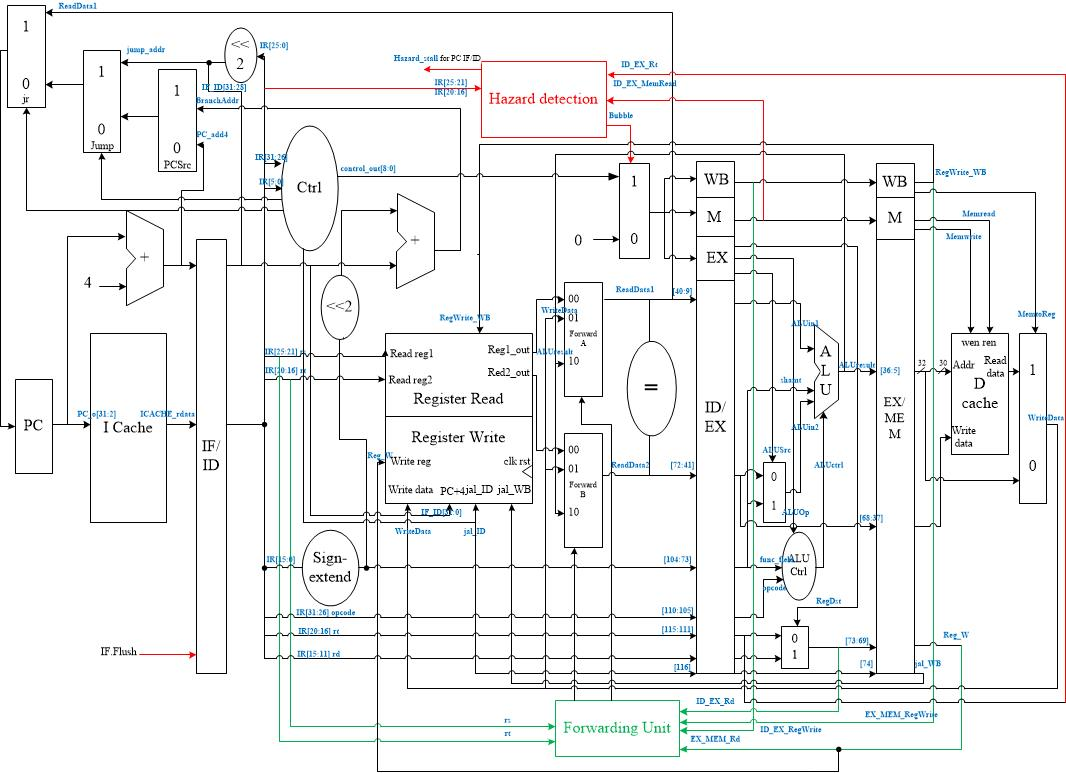 ReadData1
1
0
jr
jump_addr
<<
2
IR[25:0]
1
0
Jump
1
0
PCSrc
IF_ID[31:28]
BranchAddr
PC_add4
Hazard_stall for PC IF/ID
IR[25:21]
IR[20:16]
Hazard detection
ID_EX_Rt
ID_EX_MemRead
Bubble
IR[31:26]
IR[5:0]
Ctrl
control_out[8:0]
1
0
0
WB
M
EX
WB
M
RegWrite_WB
Memread
Memwrite
+
4
+
<<2
ReadData1
[40:9]
00
01
10
Forward
A
WriteData
ALUresult
RegWrite_WB
IR[25:21] rs
IR[20:16] rt
Read reg1
Read reg2
Reg1_out
Red2_out
Register Read
Register Write
Reg_W
Write reg
clk rst
Write data
PC+4
jal_ID
jal_WB
IF_ID[31:0]
WriteData
jal_ID
=
00
01
10
Forward
B
ReadData2
[72:41]
ALUin1
A
L
U
ALUresult
[36:5]
shamt
ALUin2
ALUSrc
0
1
ALUctrl
ALUOp
[68:37]
ID/
EX
EX/
ME
M
32
30
MemtoReg
wen ren
Addr
Read
data
D
cache
Write
data
1
0
WriteData
PC
PC_o[31:2]
I Cache
ICACHE_rdata
IF/
ID
IR[15:0]
Sign-
extend
[104:73]
func_field
ALU
Ctrl
opcode
IR[31:26] opcode
[110:105]
RegDst
IR[20:16] rt
[115:111]
0
1
IR[15:11] rd
[116]
[73:69]
[74]
Reg_W
jal_WB
IF.Flush
rs
rt
Forwarding Unit
ID_EX_Rd
EX_MEM_RegWrite
ID_EX_RegWrite
EX_MEM_Rd